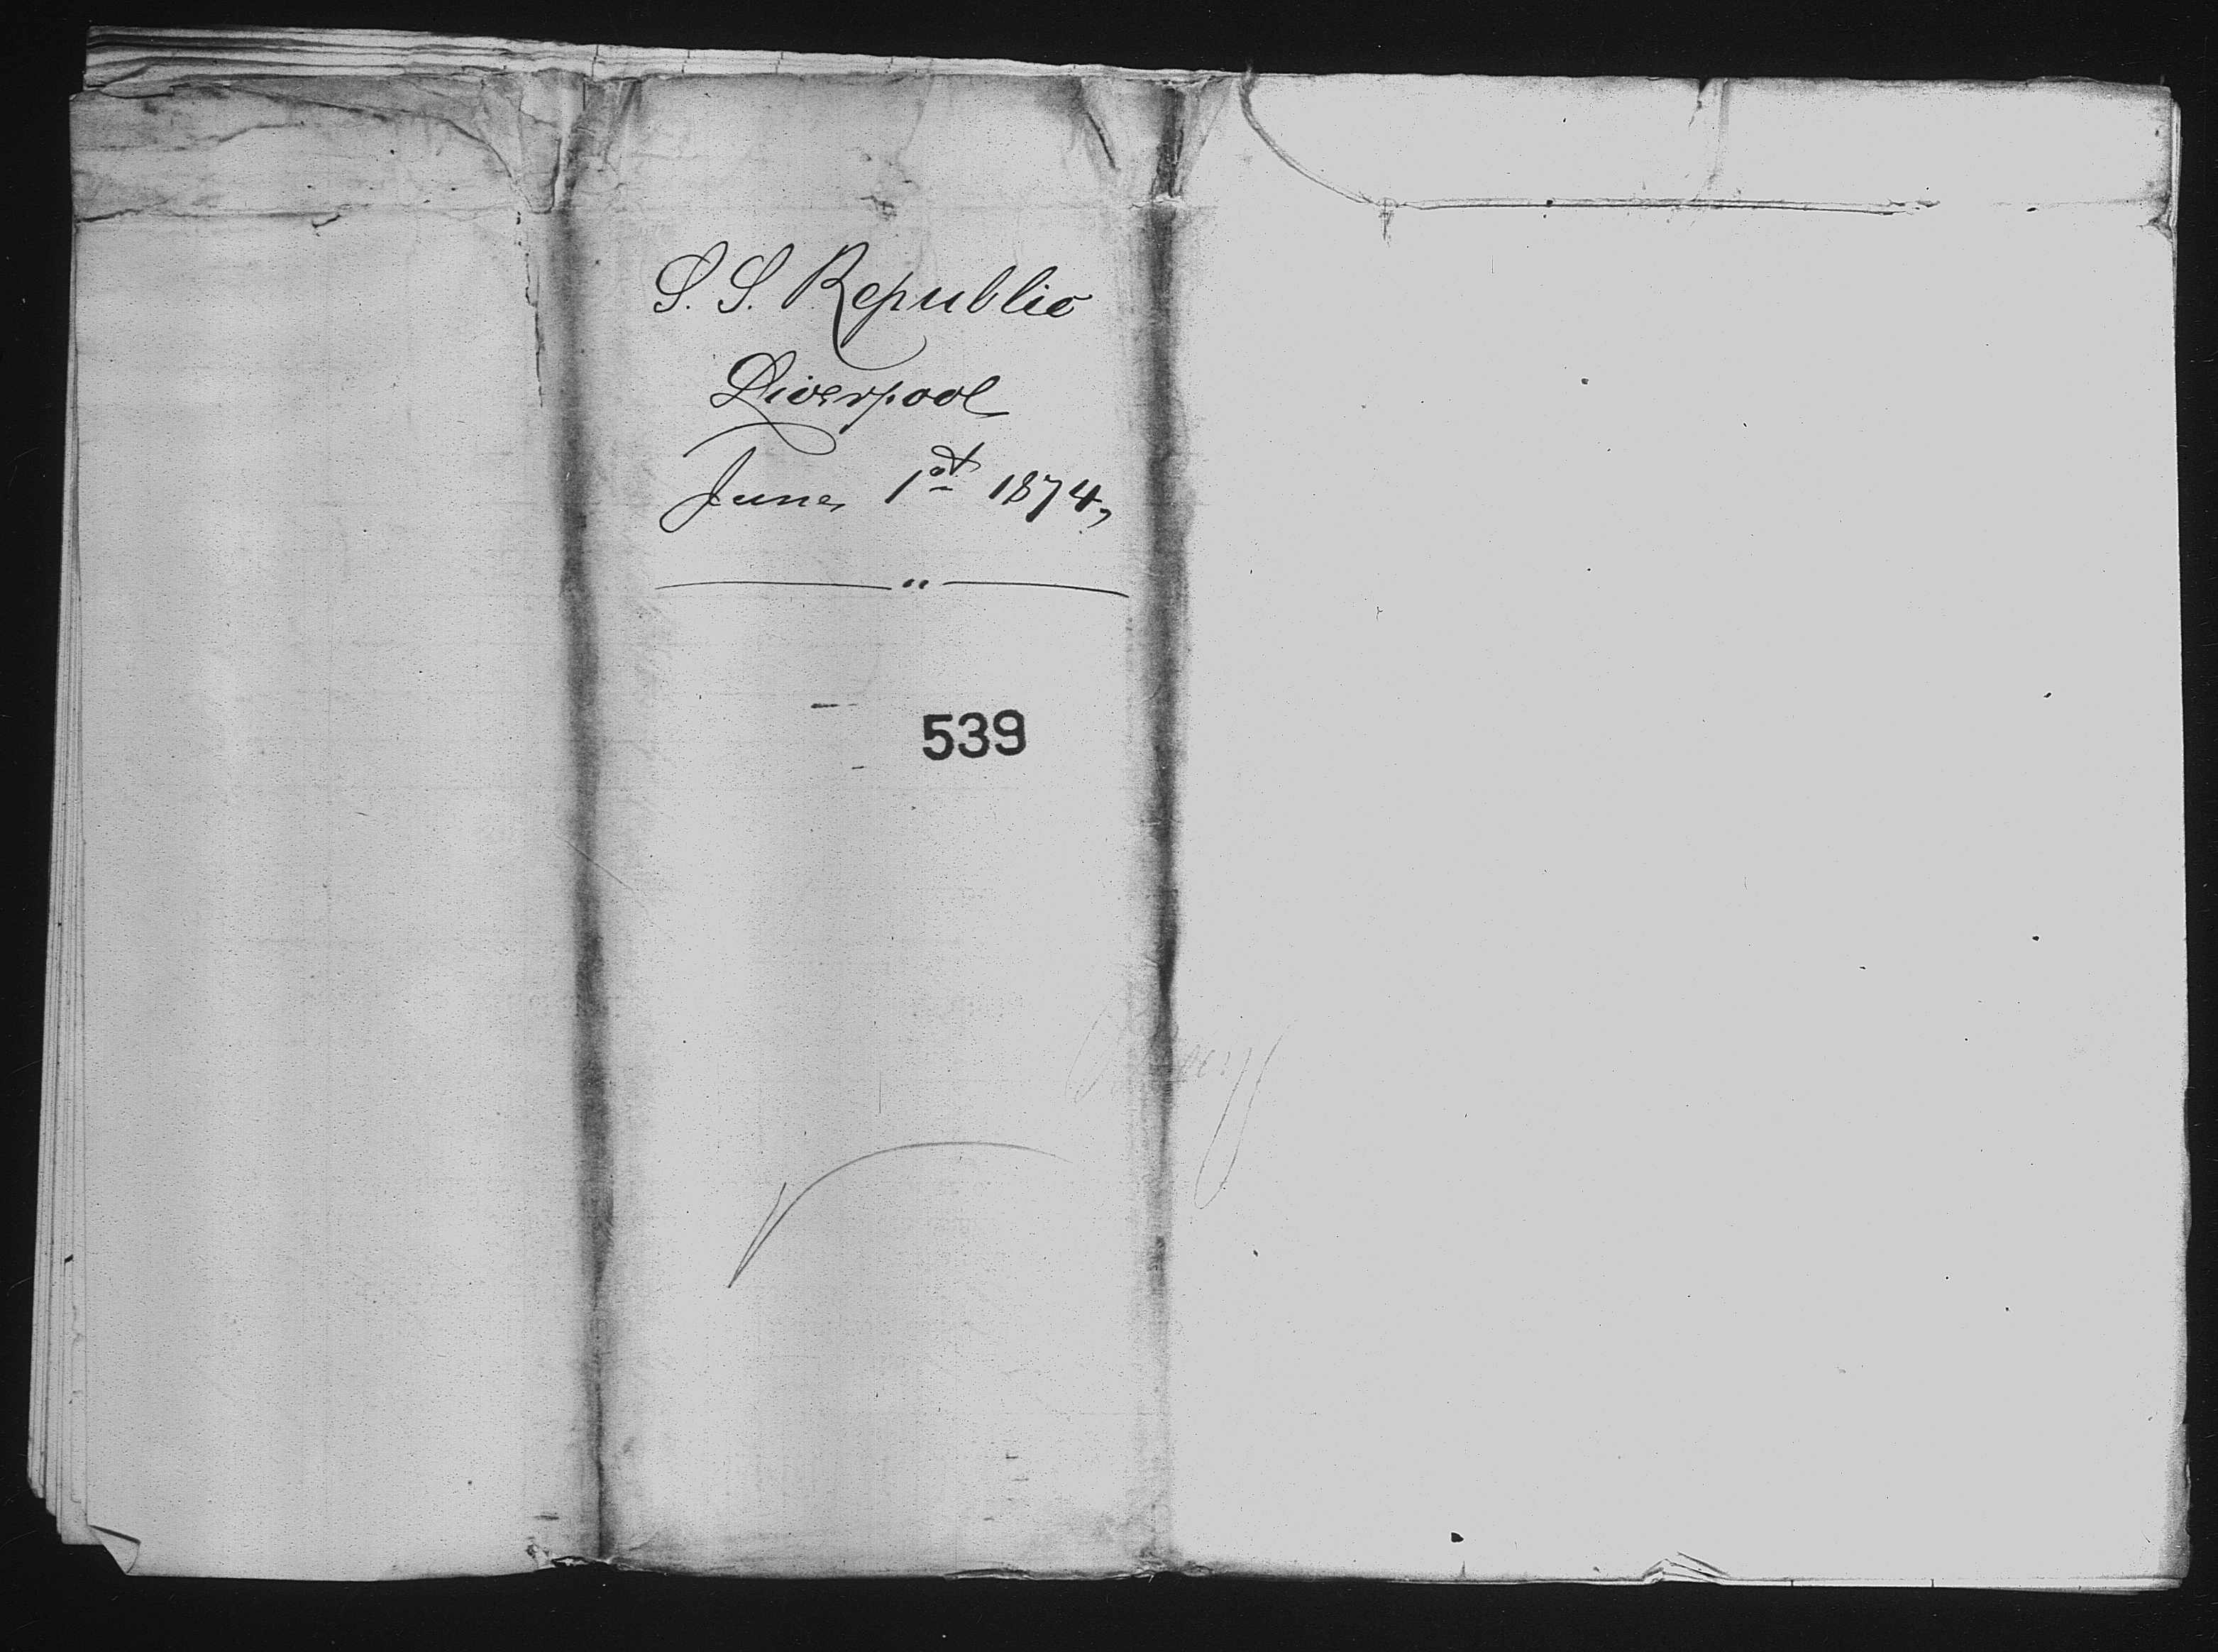 S. S. Republic
Liverpool
June 1st 1874,
539